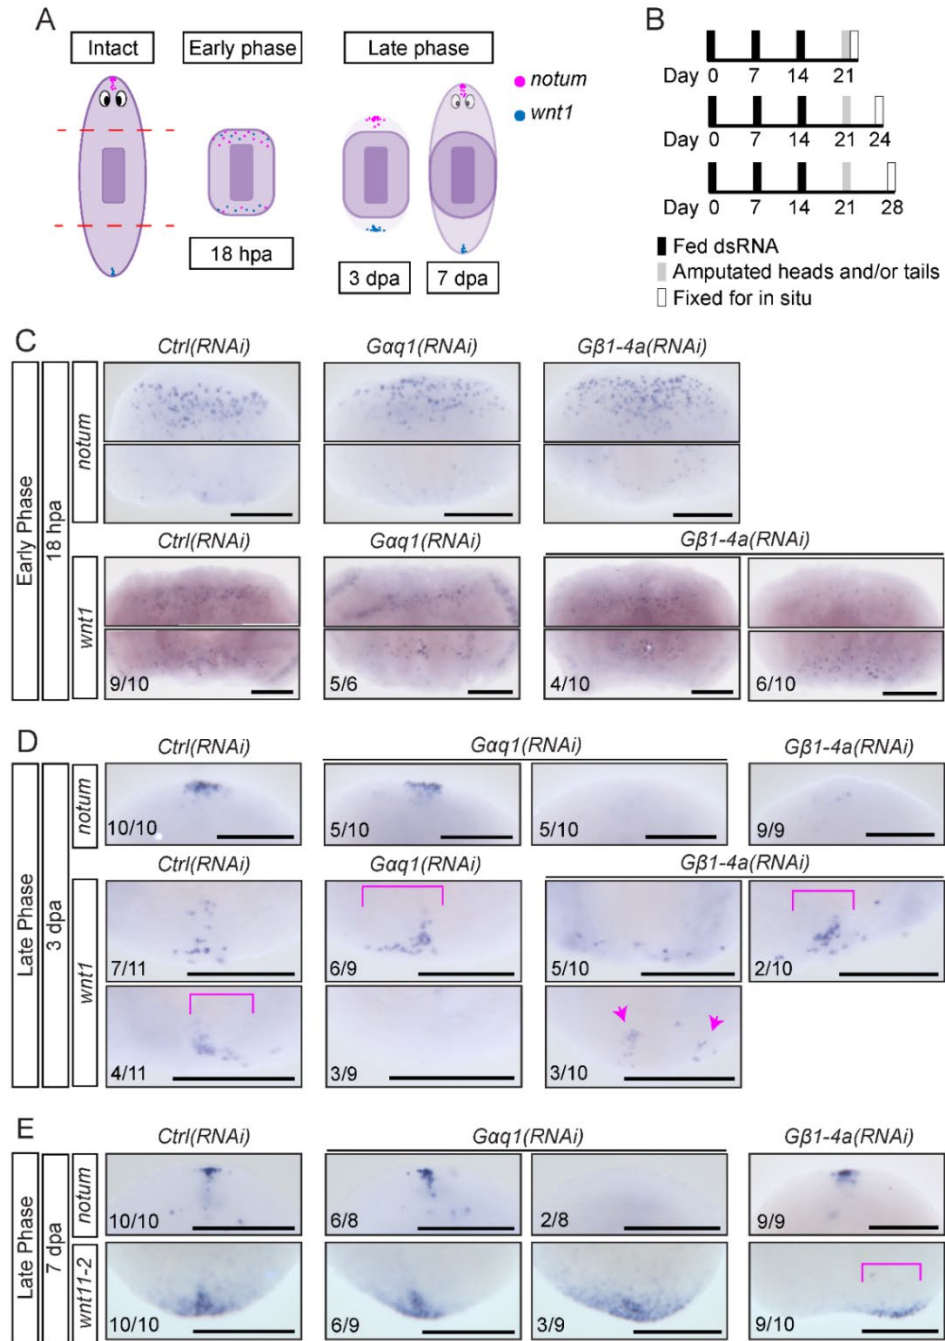 A
Intact
Early phase
Late phase
notum
wnt1
18 hpa
3 dpa
7 dpa
B
Day 0 7 14 21
Day 0 7 14 21 24
Day 0 7 14 21 28
Fed dsRNA
Amputated heads and/or tails
Fixed for in situ
C
Ctrl(RNAi) Gαq1(RNAi) Gβ1-4a(RNAi)
Early Phase
18 hpa
notum
Ctrl(RNAi) Gαq1(RNAi) Gβ1-4a(RNAi)
wnt1
9/10 5/6 4/10 6/10
D
Ctrl(RNAi) Gαq1(RNAi) Gβ1-4a(RNAi)
Late Phase
3 dpa
notum
10/10 5/10 5/10 9/9
Ctrl(RNAi) Gαq1(RNAi) Gβ1-4a(RNAi)
wnt1
7/11 6/9 5/10 2/10
4/11 3/9 3/10
E
Ctrl(RNAi) Gαq1(RNAi) Gβ1-4a(RNAi)
Late Phase
7 dpa
notum
10/10 6/8 2/8 9/9
wnt11-2
10/10 6/9 3/9 9/10